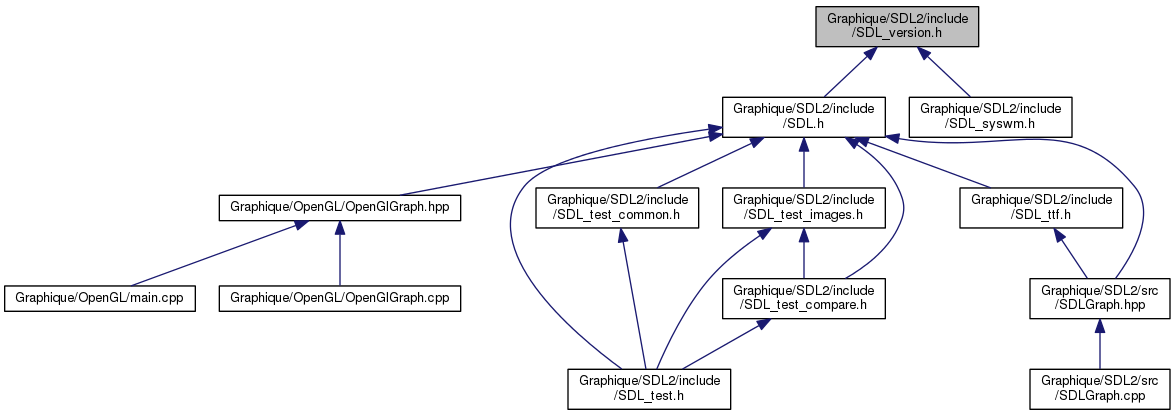 Graphique/SDL2/include
/SDL_version.h
Graphique/SDL2/include
/SDL.h
Graphique/SDL2/include
/SDL_syswm.h
Graphique/OpenGL/OpenGlGraph.hpp
Graphique/SDL2/include
/SDL_test_common.h
Graphique/SDL2/include
/SDL_test_images.h
Graphique/SDL2/include
/SDL_ttf.h
Graphique/OpenGL/main.cpp
Graphique/OpenGL/OpenGlGraph.cpp
Graphique/SDL2/include
/SDL_test_compare.h
Graphique/SDL2/src
/SDLGraph.hpp
Graphique/SDL2/include
/SDL_test.h
Graphique/SDL2/src
/SDLGraph.cpp